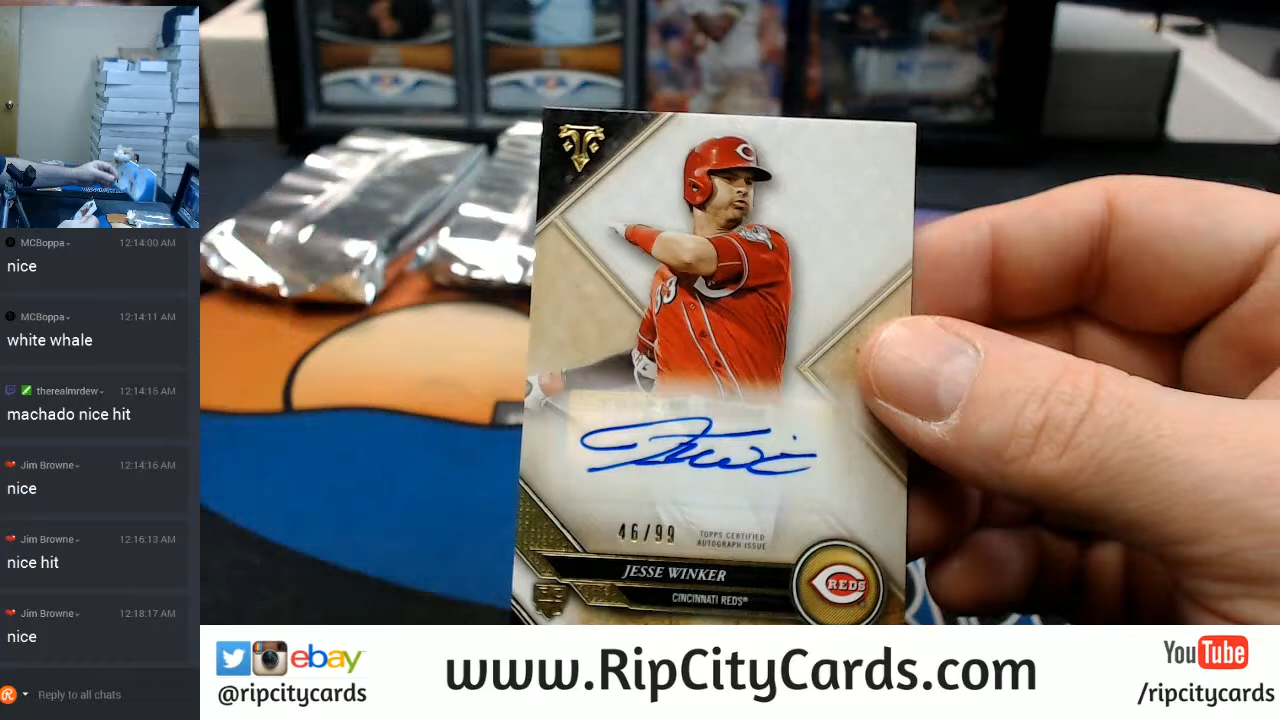 MCBoppa 12:14:00 AM
nice
MCBoppa 12:14:11 AM
white whale
therealmrdew 12:14:15 AM
machado nice hit
Jim Browne 12:14:16 AM
nice
Jim Browne 12:16:13 AM
nice hit
Jim Browne 12:18:17 AM
nice
Reply to all chats
33
46/99
TOPPS CERTIFIED
AUTOGRAPH ISSUE
JESSE WINKER
CINCINNATI REDS®
REDS
RC
ebay
@ripcitycards
www.RipCityCards.com
YouTube
/ripcitycards